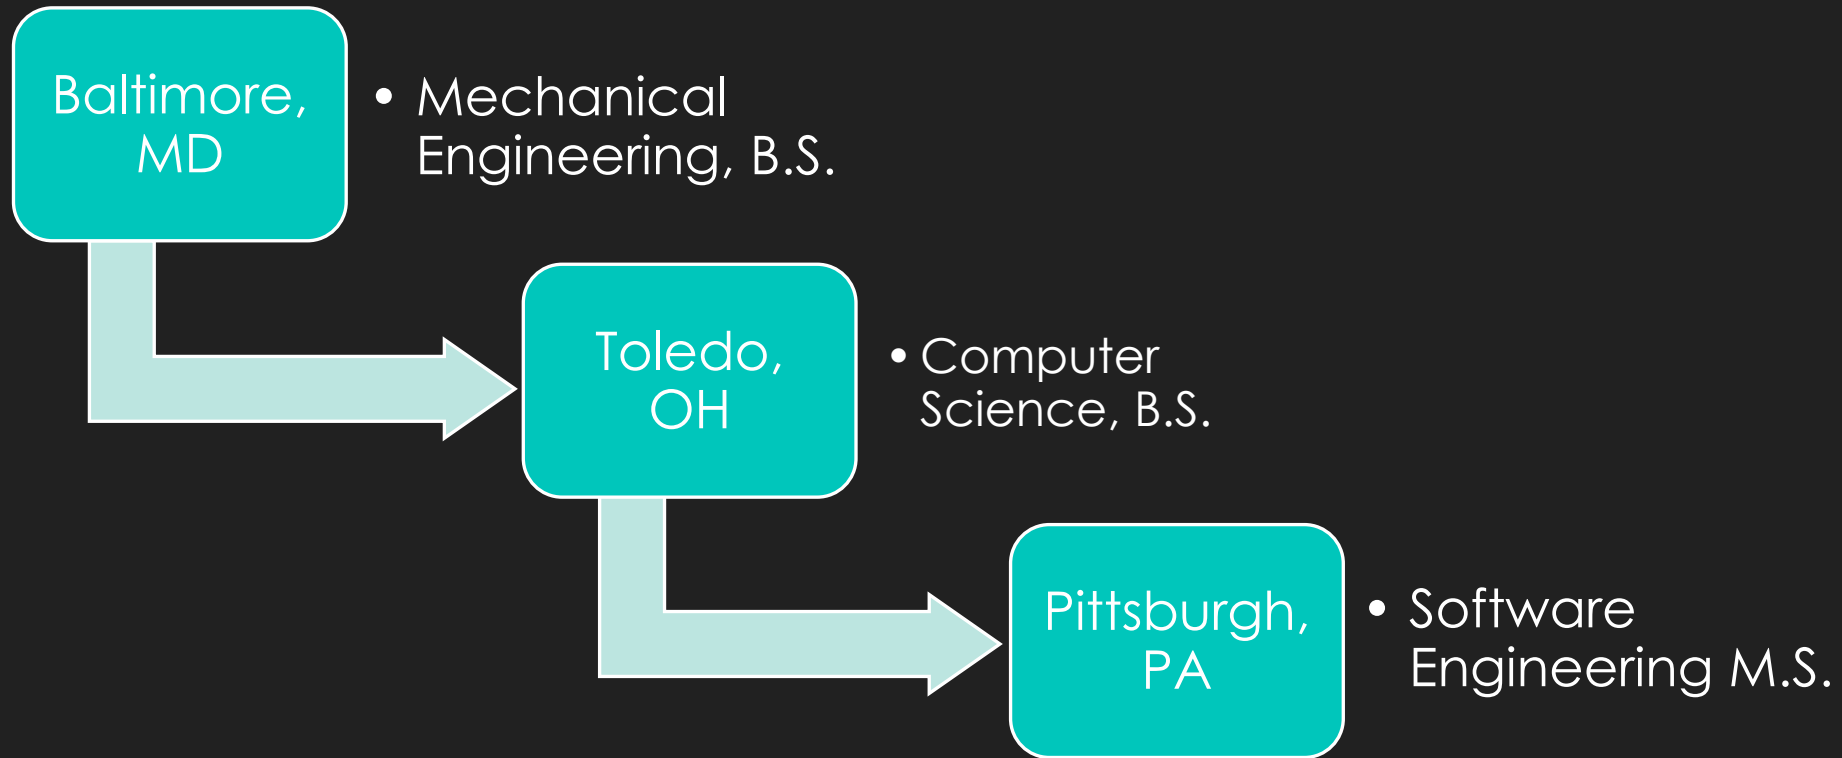 Baltimore,
MD
• Mechanical
Engineering, B.S.
Toledo,
OH
• Computer
Science, B.S.
Pittsburgh,
PA
• Software
Engineering M.S.